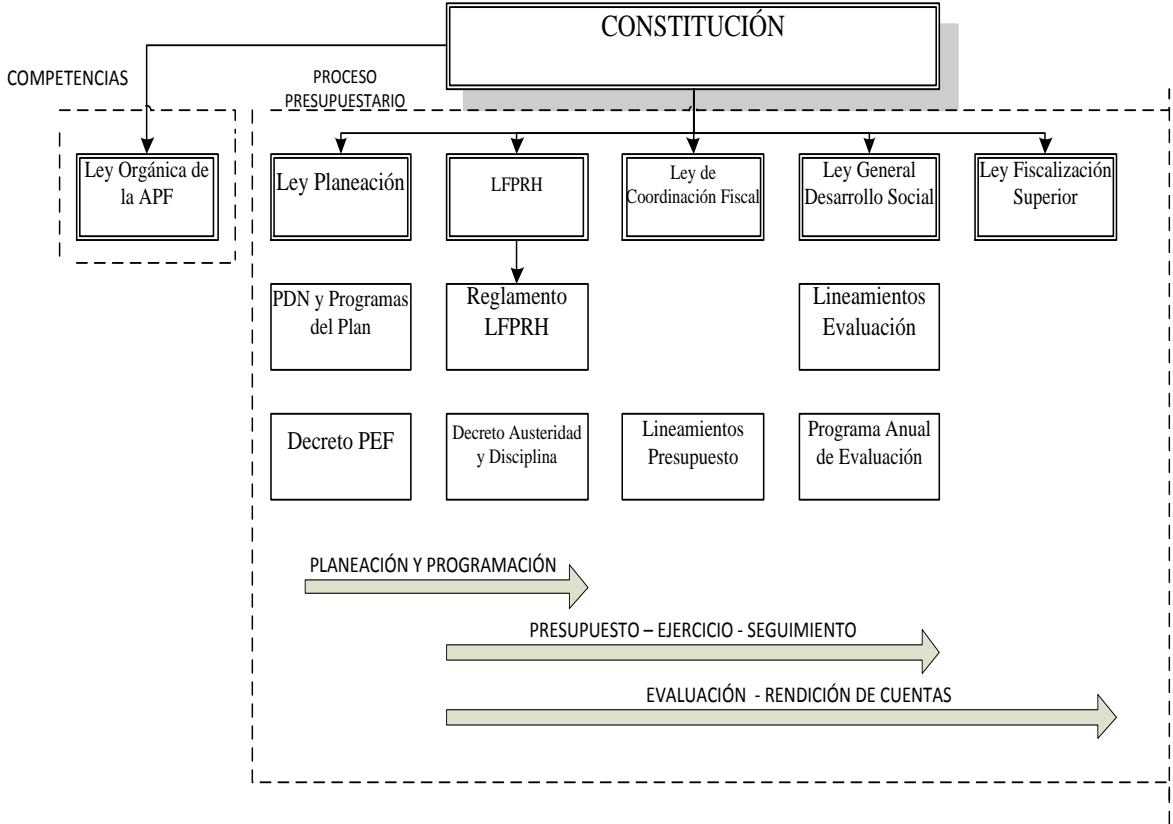 CONSTITUCIÓN
COMPETENCIAS
PROCESO
PRESUPUESTARIO
Ley Orgánica de
la APF
Ley Planeación
LFPRH
Ley de
Coordinación Fiscal
Ley General
Desarrollo Social
Ley Fiscalización
Superior
PDN y Programas
del Plan
Reglamento
LFPRH
Lineamientos
Evaluación
Decreto PEF
Decreto Austeridad
y Disciplina
Lineamientos
Presupuesto
Programa Anual
de Evaluación
PLANEACIÓN Y PROGRAMACIÓN
PRESUPUESTO – EJERCICIO - SEGUIMIENTO
EVALUACIÓN - RENDICIÓN DE CUENTAS